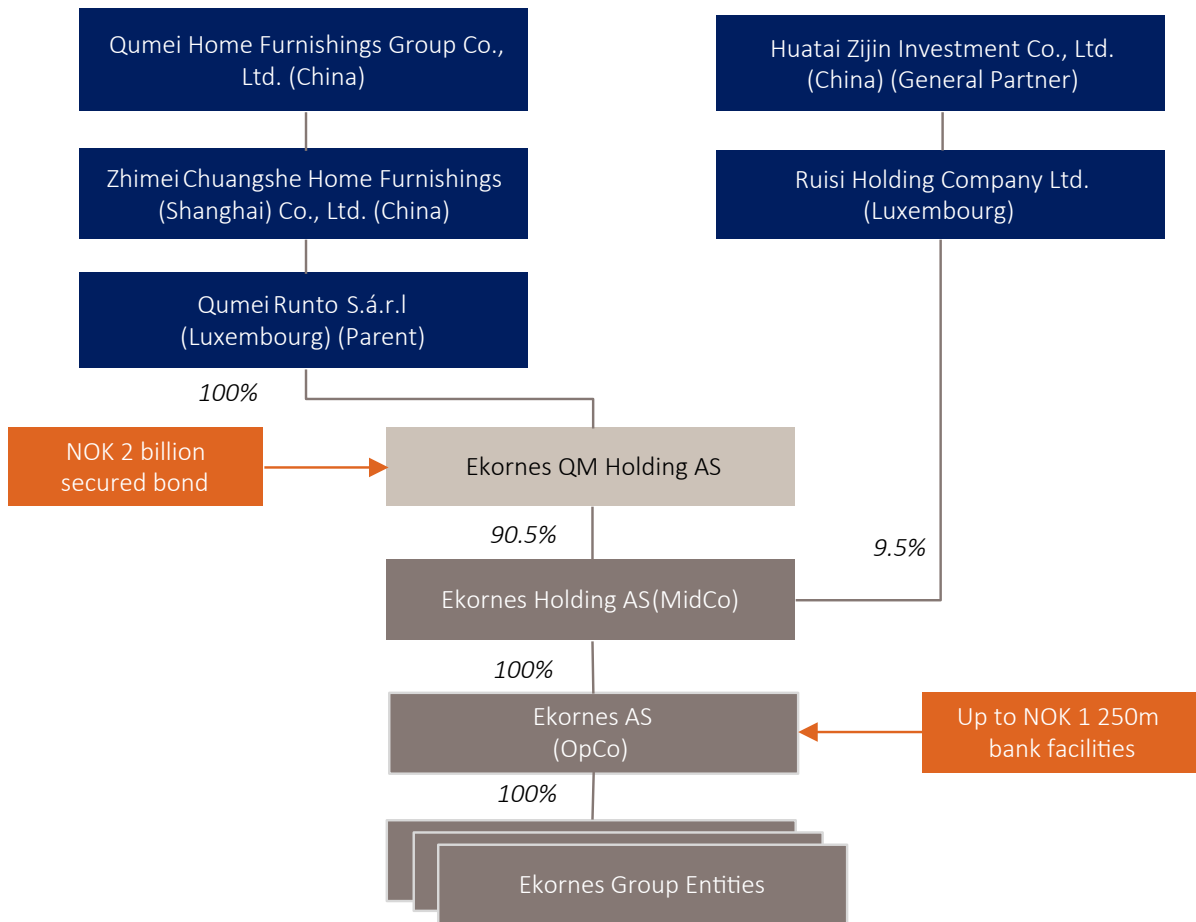 Qumei Home Furnishings Group Co.,
Ltd. (China)
Huatai Zijin Investment Co., Ltd.
(China) (General Partner)
Zhimei Chuangshe Home Furnishings
(Shanghai) Co., Ltd. (China)
Ruisi Holding Company Ltd.
(Luxembourg)
Qumei Runto S.á.r.l
(Luxembourg) (Parent)
100%
NOK 2 billion
secured bond
Ekornes QM Holding AS
90.5%
9.5%
Ekornes Holding AS(MidCo)
100%
Ekornes AS
(OpCo)
Up to NOK 1 250m
bank facilities
100%
Ekornes Group Entities